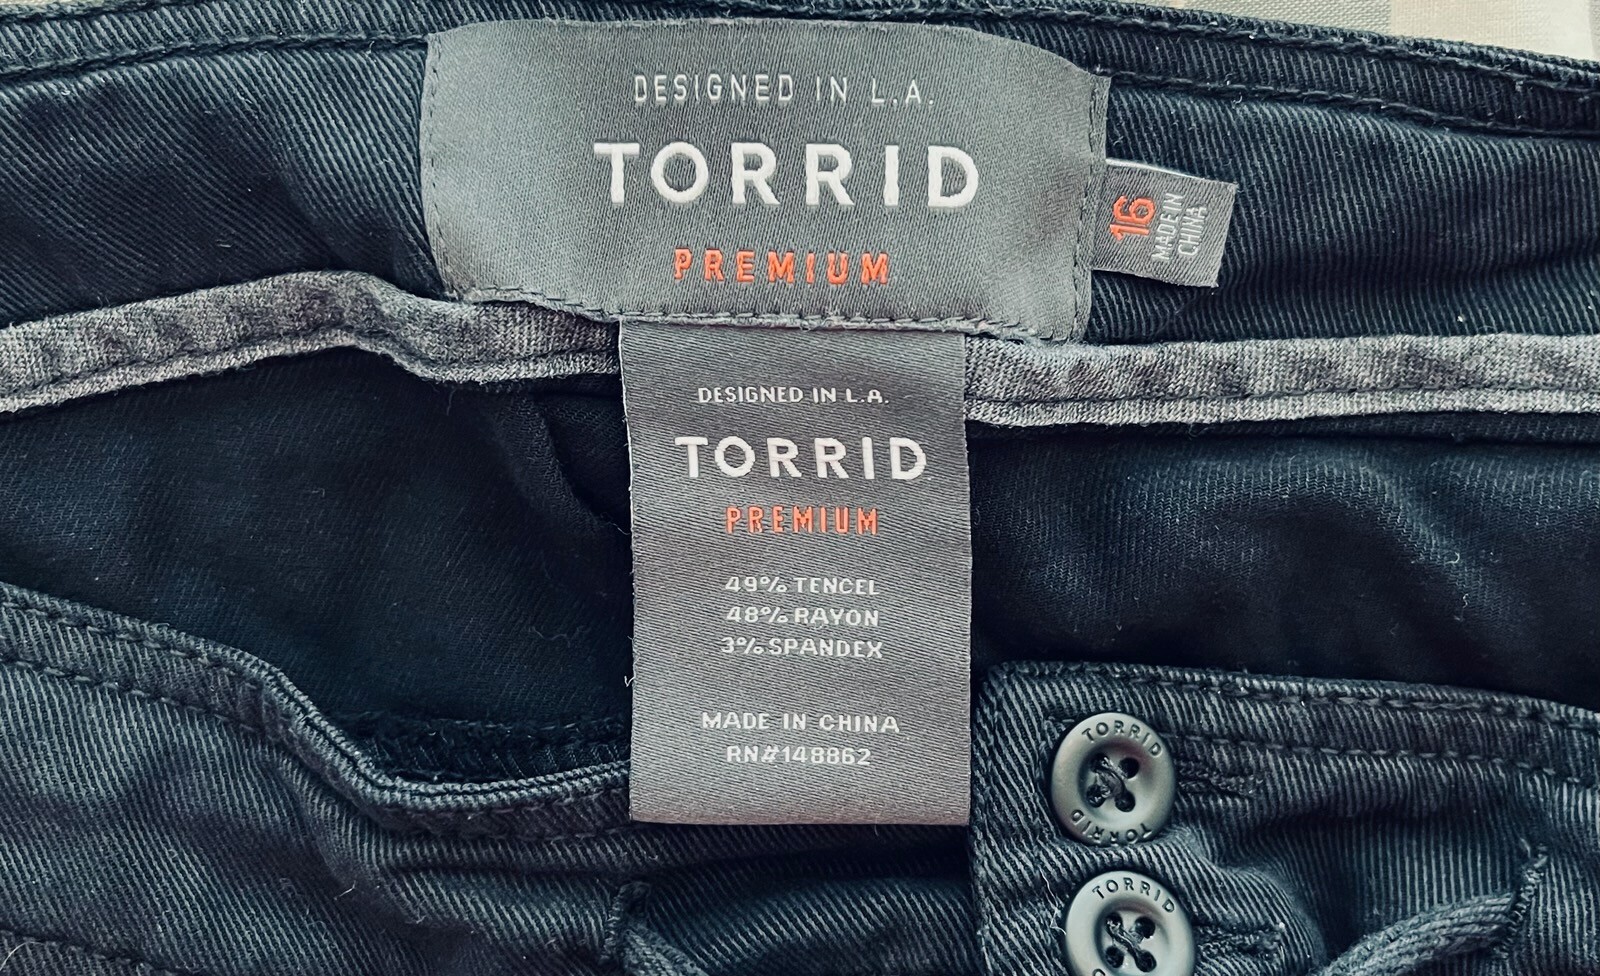 DESIGNED IN L.A.
TORRID
PREMIUM
16
MADE IN
CHINA
DESIGNED IN L.A.
TORRID
PREMIUM
49% TENCEL
48% RAYON
3% SPANDEX
MADE IN CHINA
RN#148862
TORRID
TORRID
TORRID